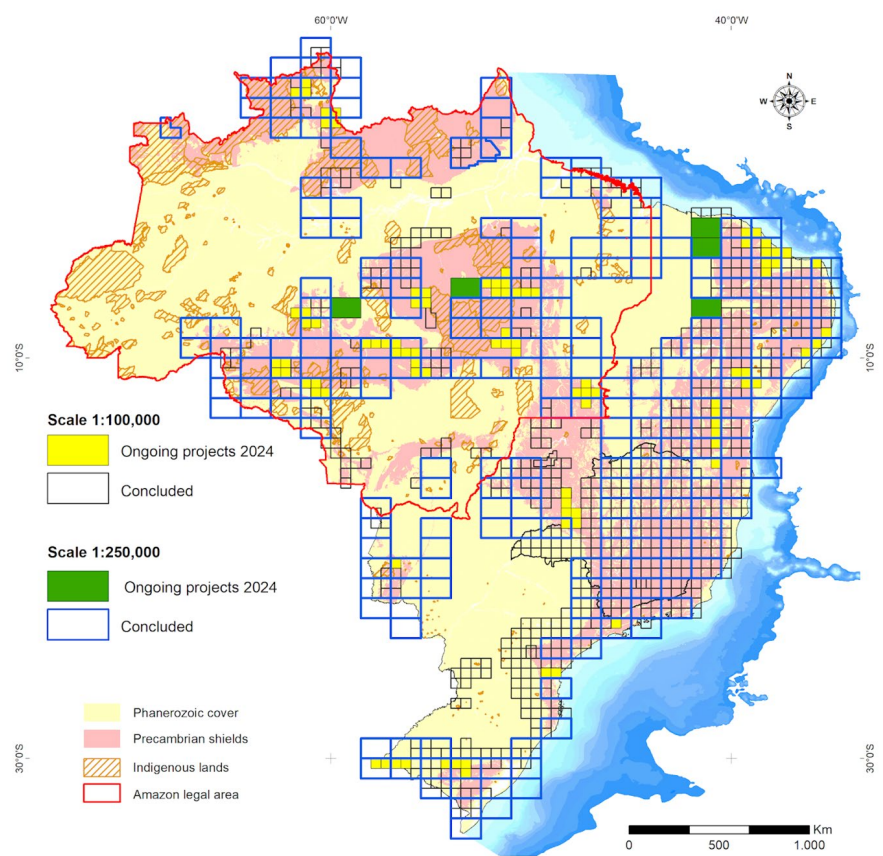 60°0'W
40°0'W
N
W
E
S
10°0'S
10°0'S
Scale 1:100,000
Ongoing projects 2024
Concluded
Scale 1:250,000
Ongoing projects 2024
Concluded
Phanerozoic cover
Precambrian shields
30°0'S
30°0'S
Indigenous lands
Amazon legal area
Km
0
500
1.000